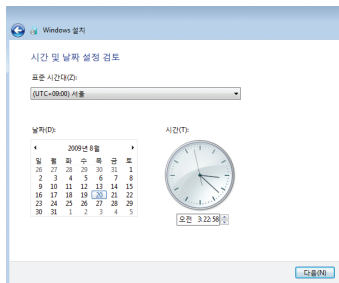 Windows 설치
시간 및 날짜 설정 검토
표준 시간대(Z):
(UTC+09:00) 서울
날짜(D):
2009년 8월
일 월 화 수 목 금 토
26 27 28 29 30 31 1
2 3 4 5 6 7 8
9 10 11 12 13 14 15
16 17 18 19 20 21 22
23 24 25 26 27 28 29
30 31 1 2 3 4 5
시간(T):
오전 3:22:58
다음(N)